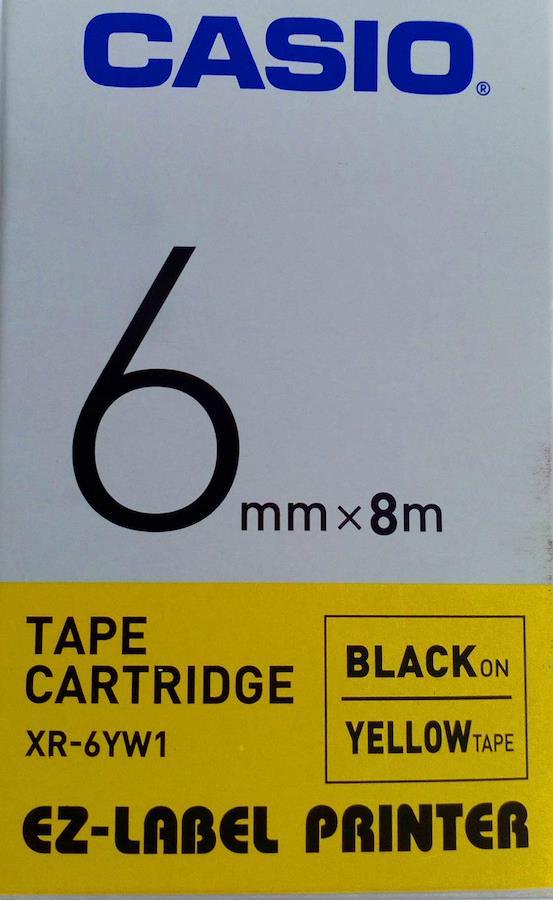 CASIO®
6mm×8m
TAPE
CARTRIDGE
XR-6YW1
BLACK ON
YELLOW TAPE
EZ-LABEL PRINTER